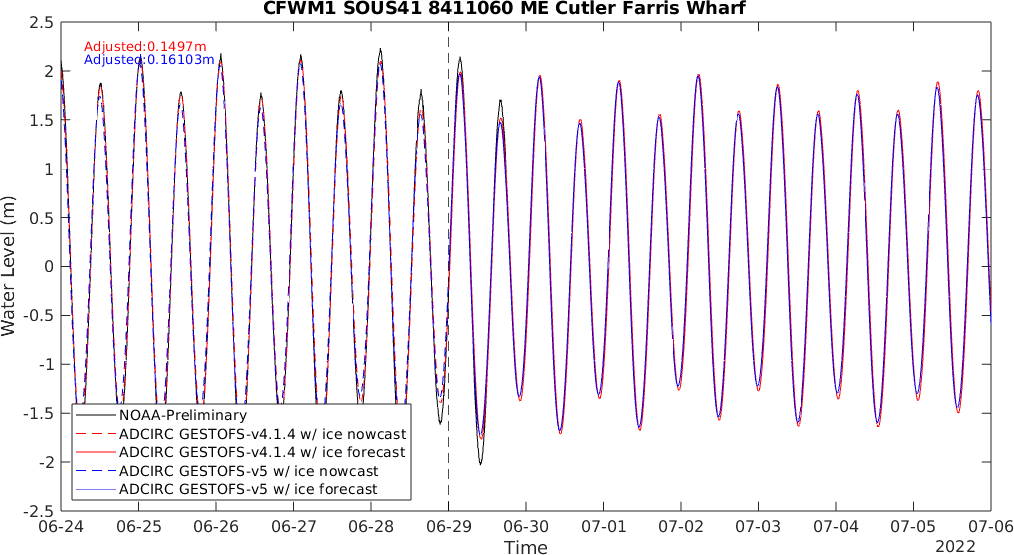 CFWM1 SOUS41 8411060 ME Cutler Farris Wharf
Adjusted:0.1497m
Adjusted:0.16103m
2.5
2
1.5
1
0.5
0
-0.5
-1
-1.5
-2
-2.5
Water Level (m)
NOAA-Preliminary
ADCIRC GESTOFS-v4.1.4 w/ ice nowcast
ADCIRC GESTOFS-v4.1.4 w/ ice forecast
ADCIRC GESTOFS-v5 w/ ice nowcast
ADCIRC GESTOFS-v5 w/ ice forecast
06-24 06-25 06-26 06-27 06-28 06-29 06-30 07-01 07-02 07-03 07-04 07-05 07-06
Time
2022